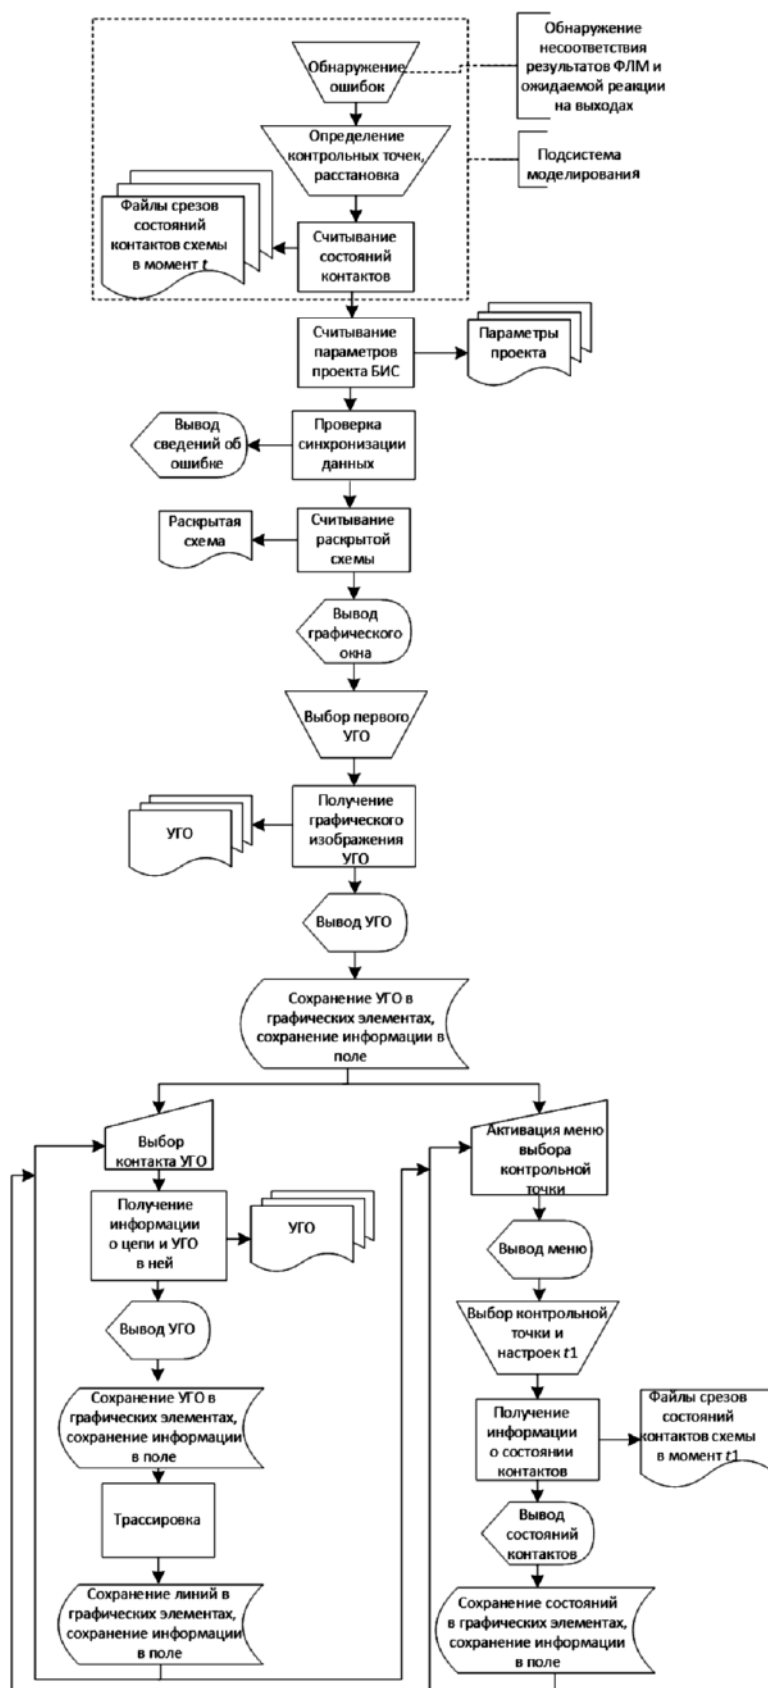 Обнаружение
несоответствия
результатов ФЛМ и
ожидаемой реакции
на выходах
Обнаружение
ошибок
Определение
контрольных точек,
расстановка
Подсистема
моделирования
Файлы срезов
состояний
контактов схемы
в момент t
Считывание
состояний
контактов
Считывание
параметров
проекта БИС
Параметры
проекта
Вывод
сведений об
ошибке
Проверка
синхронизации
данных
Раскрытая
схема
Считывание
раскрытой
схемы
Вывод
графического
окна
Выбор первого
УГО
УГО
Получение
графического
изображения
УГО
Вывод УГО
Сохранение УГО в
графических элементах,
сохранение информации в
поле
Выбор
контакта УГО
Получение
информации
о цепи и УГО
в ней
УГО
Вывод УГО
Сохранение УГО в
графических элементах,
сохранение информации
в поле
Трассировка
Сохранение линий в
графических элементах,
сохранение информации
в поле
Активация меню
выбора
контрольной
точки
Вывод меню
Выбор контрольной
точки и
настроек t1
Получение
информации
о состоянии
контактов
Файлы срезов
состояний
контактов схемы
в момент t1
Вывод
состояний
контактов
Сохранение состояний
в графических элементах,
сохранение информации
в поле